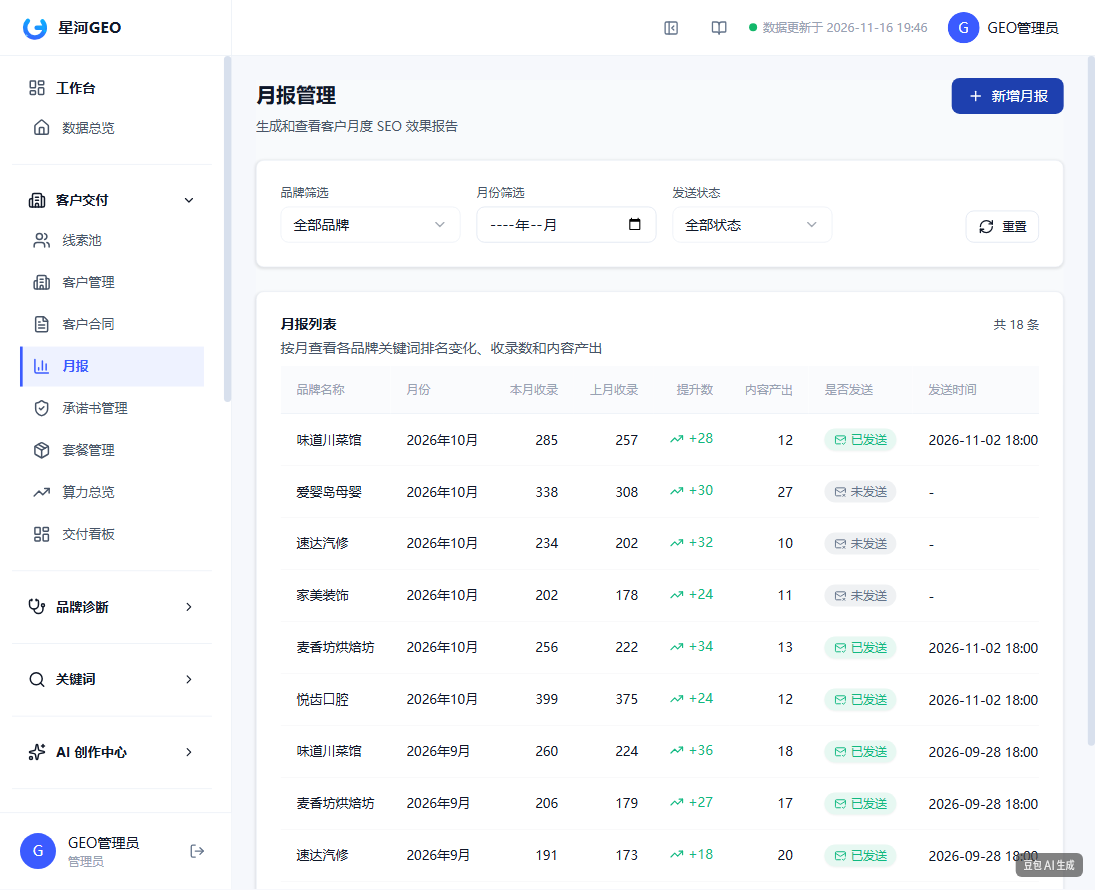 星河GEO
数据更新于 2026-11-16 19:46
G
GEO管理员
工作台
数据总览
客户交付
线索池
客户管理
客户合同
月报
承诺书管理
套餐管理
算力总览
交付看板
品牌诊断
关键词
AI 创作中心
G
GEO管理员
管理员
月报管理
+ 新增月报
生成和查看客户月度 SEO 效果报告
品牌筛选 月份筛选 发送状态
全部品牌 ----年--月 全部状态 重置
月报列表 共 18 条
按月查看各品牌关键词排名变化、收录数和内容产出
品牌名称 月份 本月收录 上月收录 提升数 内容产出 是否发送 发送时间
味道川菜馆 2026年10月 285 257 +28 12 已发送 2026-11-02 18:00
爱婴岛母婴 2026年10月 338 308 +30 27 未发送 -
速达汽修 2026年10月 234 202 +32 10 未发送 -
家美装饰 2026年10月 202 178 +24 11 未发送 -
麦香坊烘焙坊 2026年10月 256 222 +34 13 已发送 2026-11-02 18:00
悦齿口腔 2026年10月 399 375 +24 12 已发送 2026-11-02 18:00
味道川菜馆 2026年9月 260 224 +36 18 已发送 2026-09-28 18:00
麦香坊烘焙坊 2026年9月 206 179 +27 17 已发送 2026-09-28 18:00
速达汽修 2026年9月 191 173 +18 20 已发送 2026-09-28 18:00
豆包 AI 生成